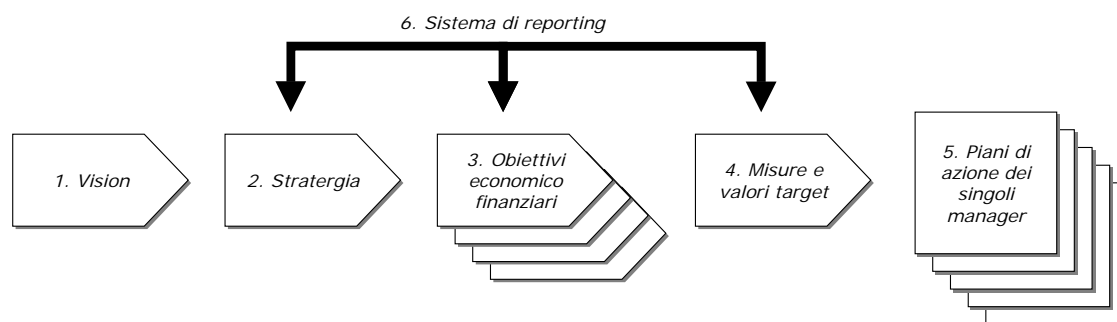 6. Sistema di reporting
1. Vision
2. Stratergia
3. Obiettivi
economico
finanziari
4. Misure e
valori target
5. Piani di
azione dei
singoli
manager